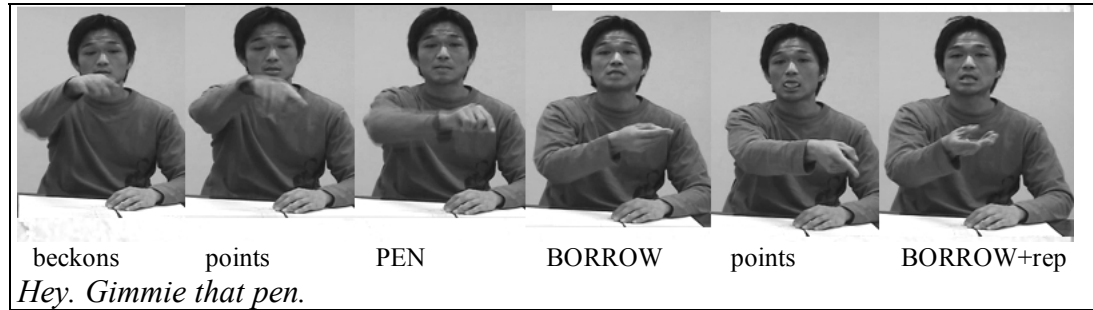 beckons points PEN BORROW points BORROW+rep
Hey. Gimmie that pen.